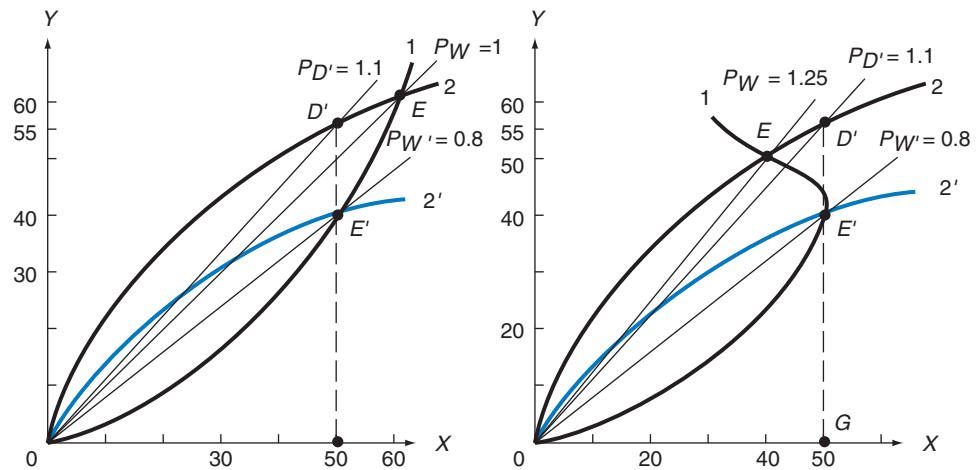 Y
P_D' = 1.1
1
P_W = 1
2
D'
E
60
55
P_W' = 0.8
40
2'
E'
30
0
30
50
60
X
Y
P_W = 1.25
P_D' = 1.1
1
2
60
55
E
D'
50
P_W' = 0.8
2'
40
E'
20
G
0
20
40
50
X